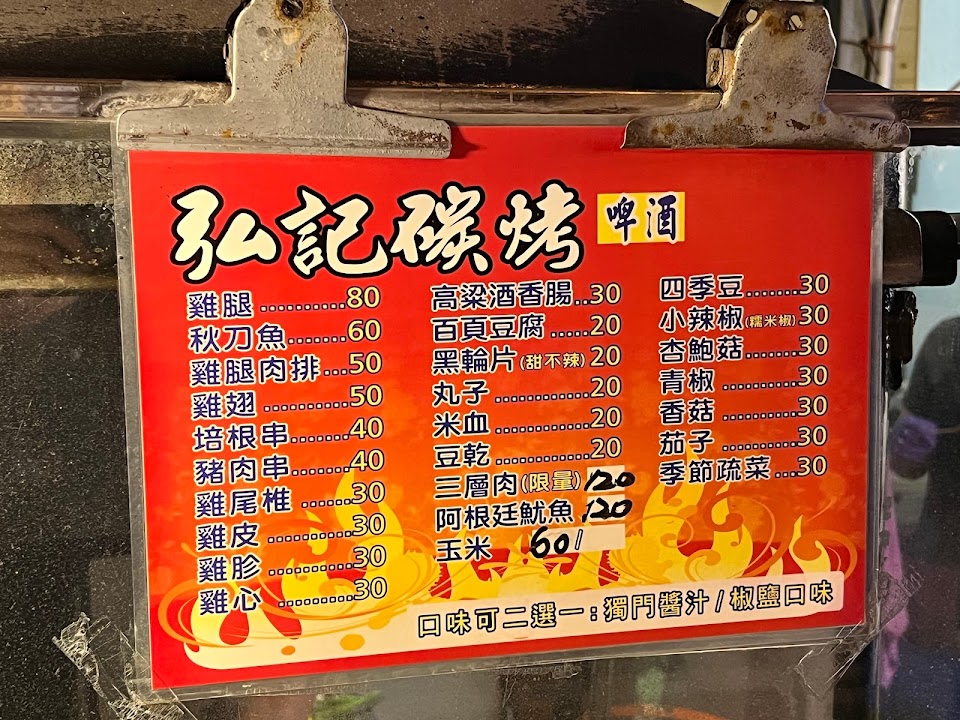 弘記碳烤 啤酒
雞腿..........80
秋刀魚.......60
雞腿肉排...50
雞翅...........50
培根串.......40
豬肉串.......40
雞尾椎......30
雞皮...........30
雞胗...........30
雞心..........30
高粱酒香腸..30
百頁豆腐.....20
黑輪片(甜不辣)20
丸子............20
米血............20
豆乾............20
三層肉(限量)120
阿根廷魷魚120
玉米 60/
四季豆.......30
小辣椒(糯米椒)30
杏鮑菇.......30
青椒..........30
香菇..........30
茄子..........30
季節疏菜...30
口味可二選一:獨門醬汁/椒鹽口味